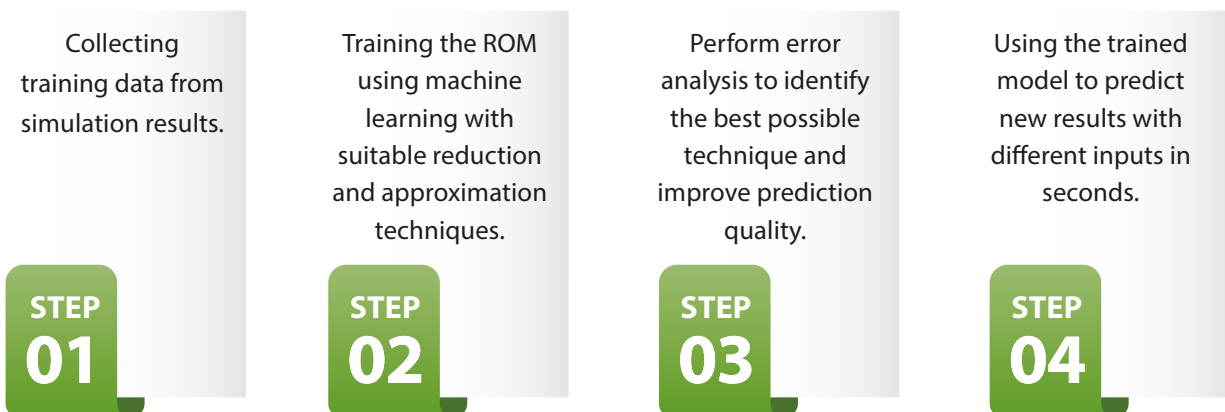 Collecting
training data from
simulation results.
STEP
01
Training the ROM
using machine
learning with
suitable reduction
and approximation
techniques.
STEP
02
Perform error
analysis to identify
the best possible
technique and
improve prediction
quality.
STEP
03
Using the trained
model to predict
new results with
different inputs in
seconds.
STEP
04